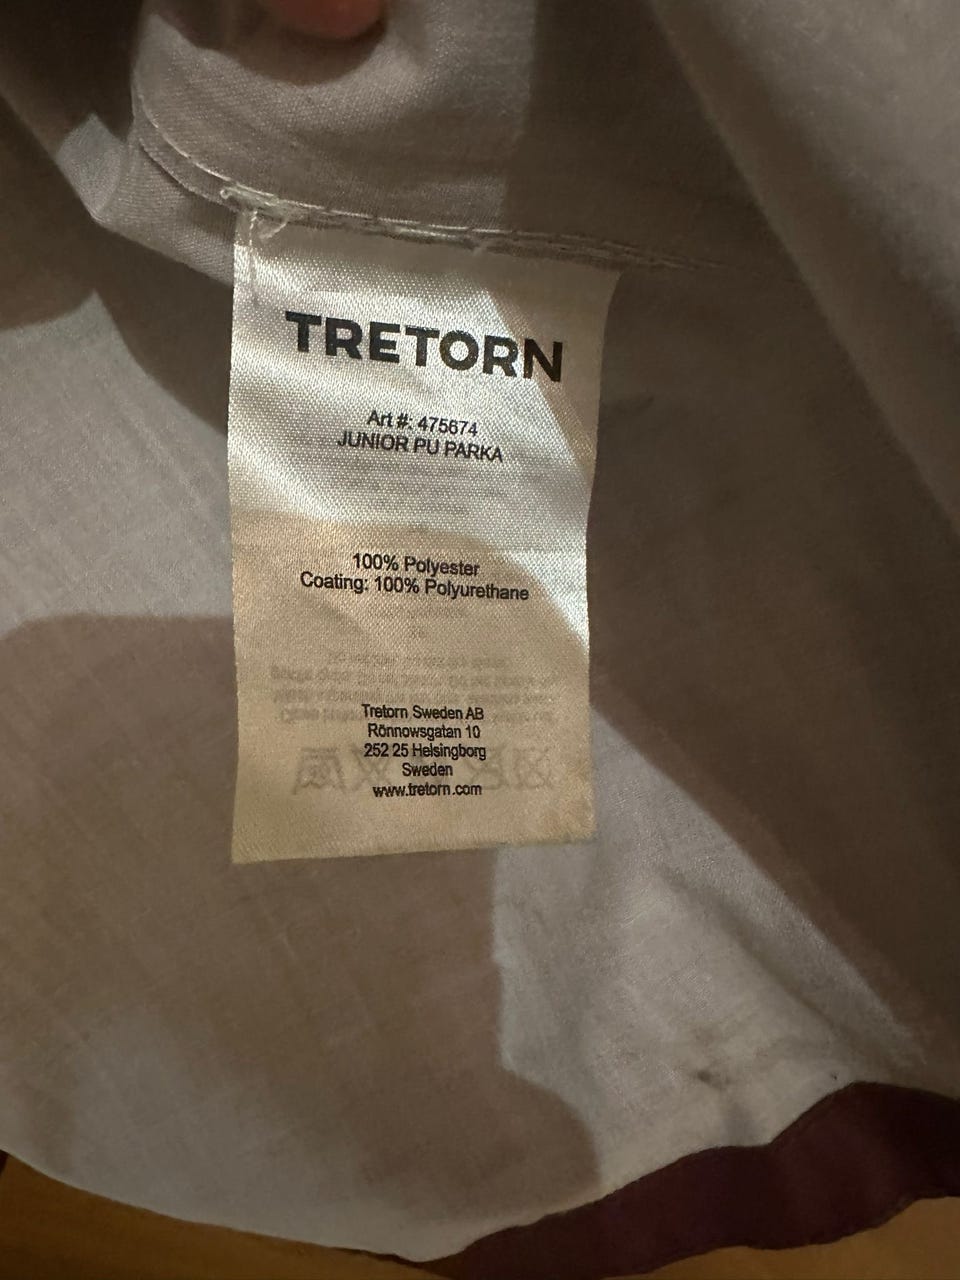 TRETORN
Art #: 475674
JUNIOR PU PARKA
100% Polyester
Coating: 100% Polyurethane
Tretorn Sweden AB
Rönnowsgatan 10
252 25 Helsingborg
Sweden
www.tretorn.com